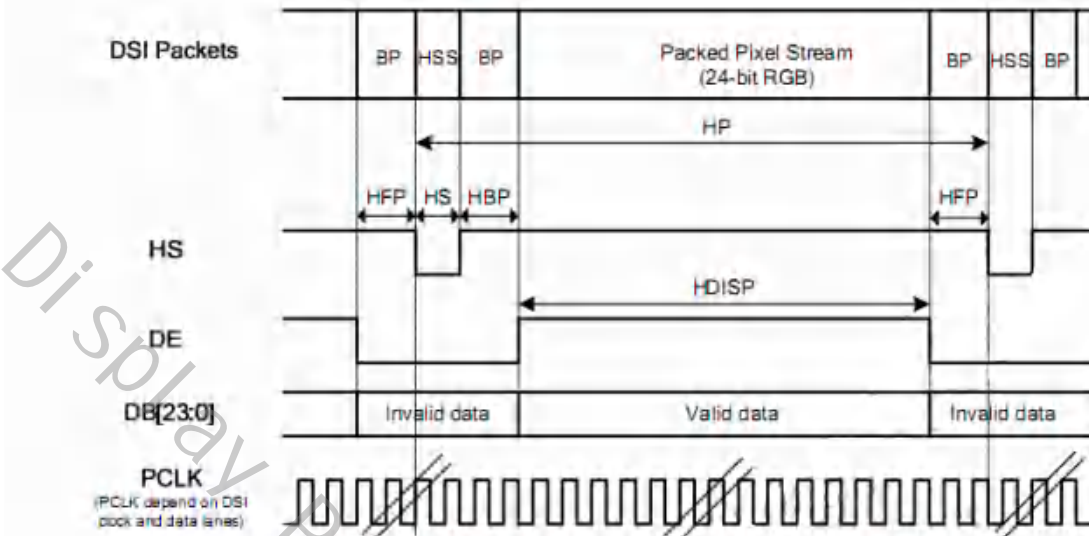 DSI Packets
BP HSS BP Packed Pixel Stream (24-bit RGB) BP HSS BP
HP
HFP HS HBP HFP
HS
HDISP
DE
DB[23:0] Invalid data Valid data Invalid data
PCLK
(PCLK depend on DSI
clock and data lanes)
Display